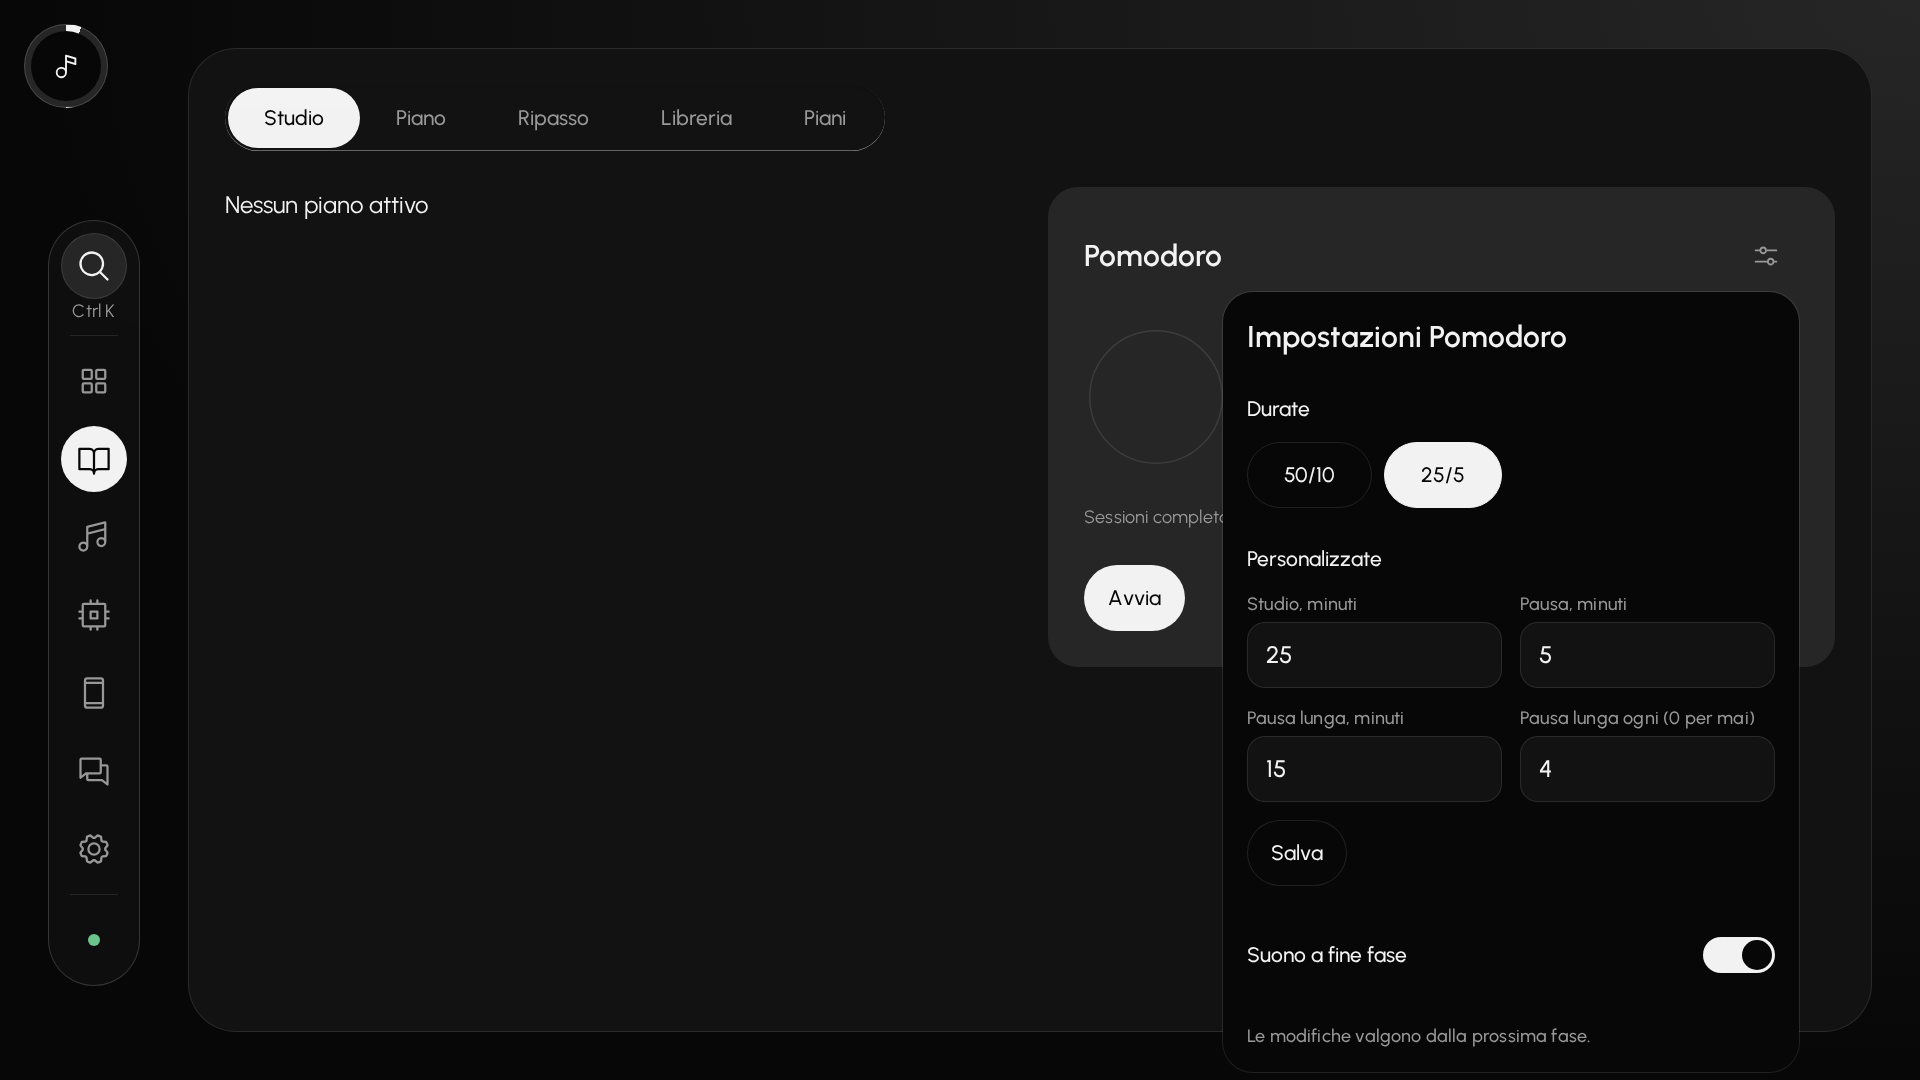 Studio
Piano
Ripasso
Libreria
Piani
Nessun piano attivo
Ctrl K
Pomodoro
Sessioni complet
Avvia
Impostazioni Pomodoro
Durate
50/10
25/5
Personalizzate
Studio, minuti
Pausa, minuti
25
5
Pausa lunga, minuti
Pausa lunga ogni (0 per mai)
15
4
Salva
Suono a fine fase
Le modifiche valgono dalla prossima fase.